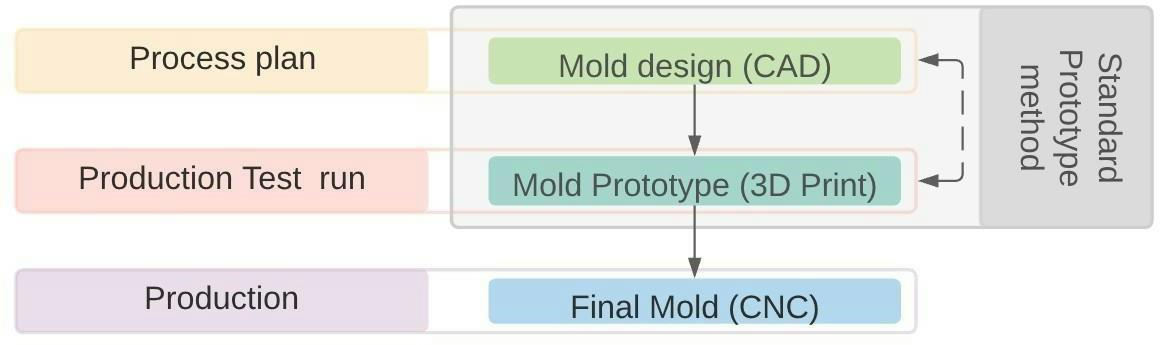 Process plan
Mold design (CAD)
Production Test run
Mold Prototype (3D Print)
Production
Final Mold (CNC)
Standard
Prototype
method